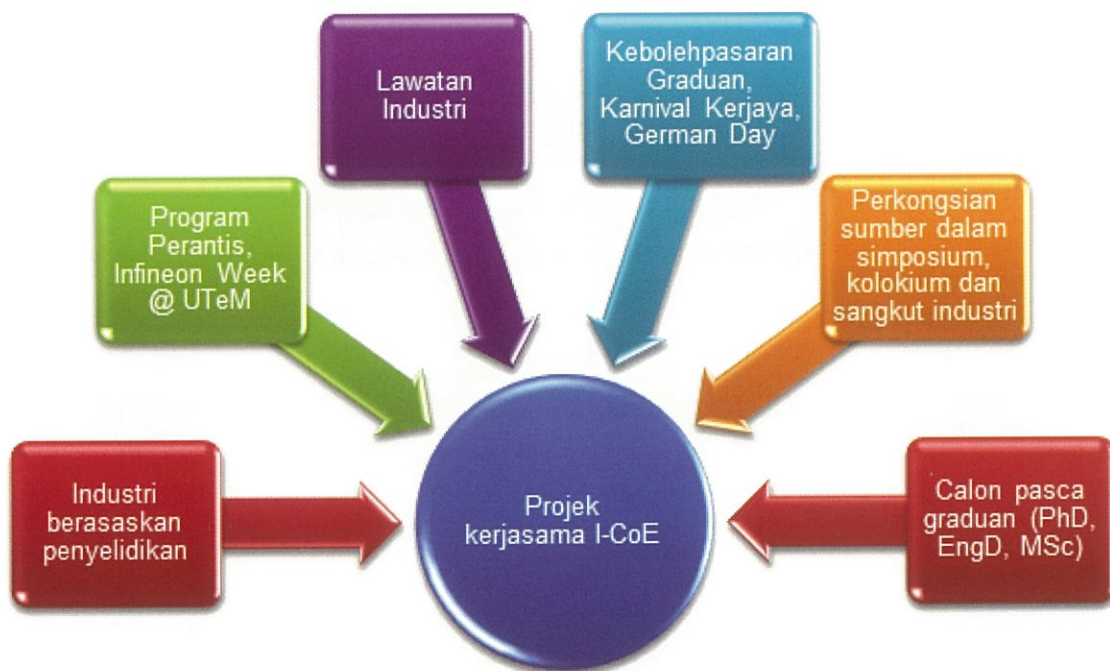 Industri
berasaskan
penyelidikan
Program
Perantis,
Infineon Week
@ UTeM
Lawatan
Industri
Kebolehpasaran
Graduan,
Karnival Kerjaya,
German Day
Perkongsian
sumber dalam
simposium,
kolokium dan
sangkut industri
Calon pasca
graduan (PhD,
EngD, MSc)
Projek
kerjasama I-CoE